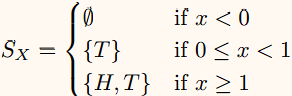 ∅ if x < 0
S_X = { {T} if 0 ≤ x < 1
{H, T} if x ≥ 1